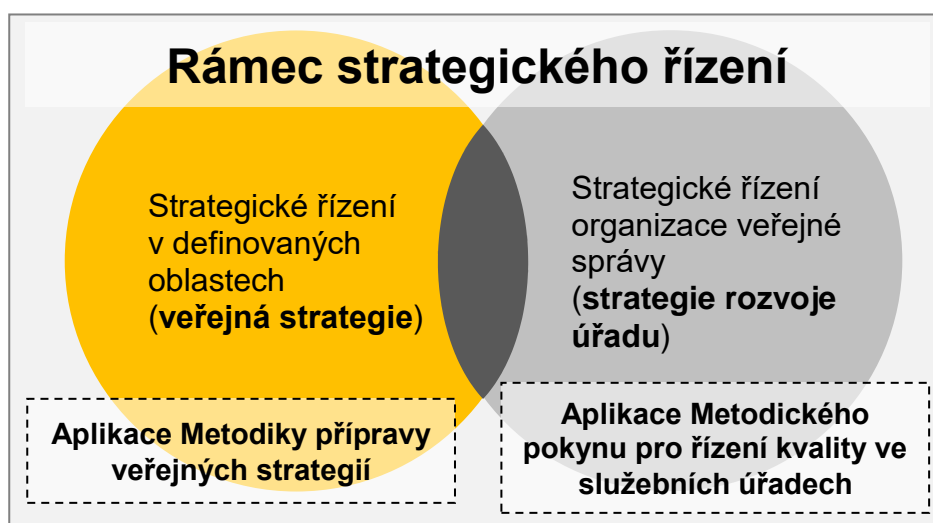 Rámec strategického řízení
Strategické řízení
v definovaných
oblastech
(veřejná strategie)
Strategické řízení
organizace veřejné
správy
(strategie rozvoje
úřadu)
Aplikace Metodiky přípravy
veřejných strategií
Aplikace Metodického
pokynu pro řízení kvality ve
služebních úřadech